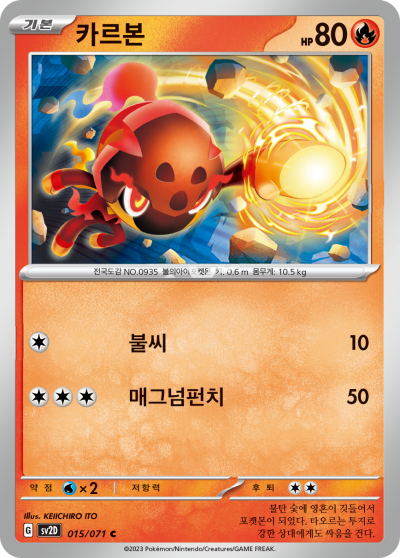 기본 카르본 HP 80
전국도감 NO.0935 불의아이포켓몬 키: 0.6 m 몸무게: 10.5 kg
불씨 10
매그넘펀치 50
약점 ×2 저항력 후퇴
Illus. KEIICHIRO ITO
G SV2D 015/071 C
불탄 숯에 영혼이 깃들어서
포켓몬이 되었다. 타오르는 투지로
강한 상대에게도 싸움을 건다.
©2023 Pokémon/Nintendo/Creatures/GAME FREAK.